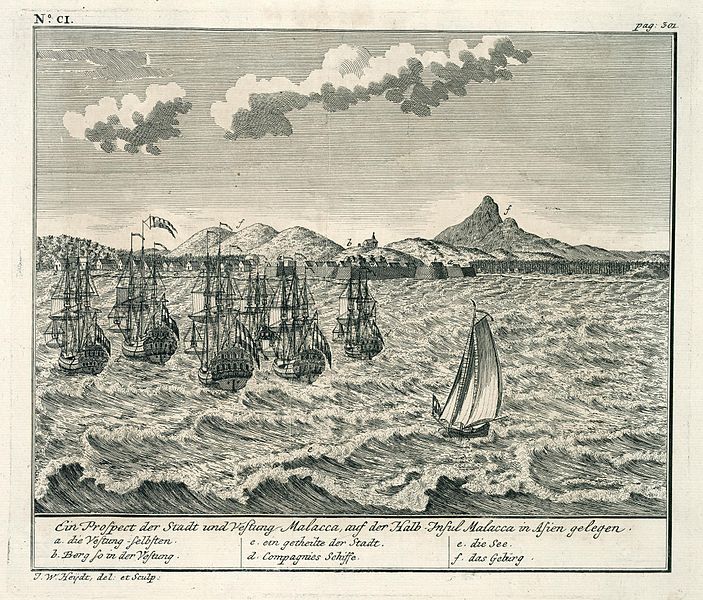 Nº CI.
pag: 301
f
f
b
Ein Prospect der Stadt und Vestung Malacca, auf der Halb-Insul Malacca in Asien gelegen.
a. die Vestung selbsten.
b. Berg so in der Vestung.
c. ein getheilte der Stadt.
d. Compagnies Schiffe.
e. die See.
f. das Gebirg.
J. W. Heydt, del: et Sculp: